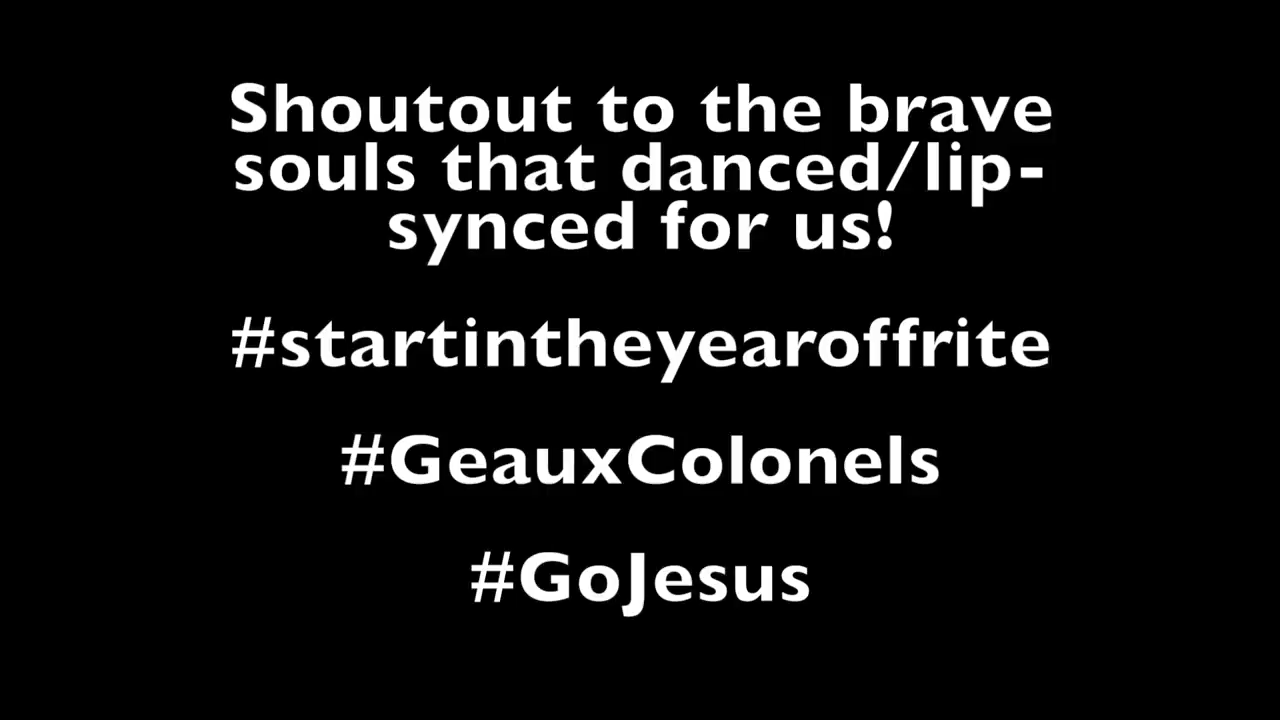 Shoutout to the brave
souls that danced/lip-
synced for us!
#startintheyearoffrite
#GeauxColonels
#GoJesus